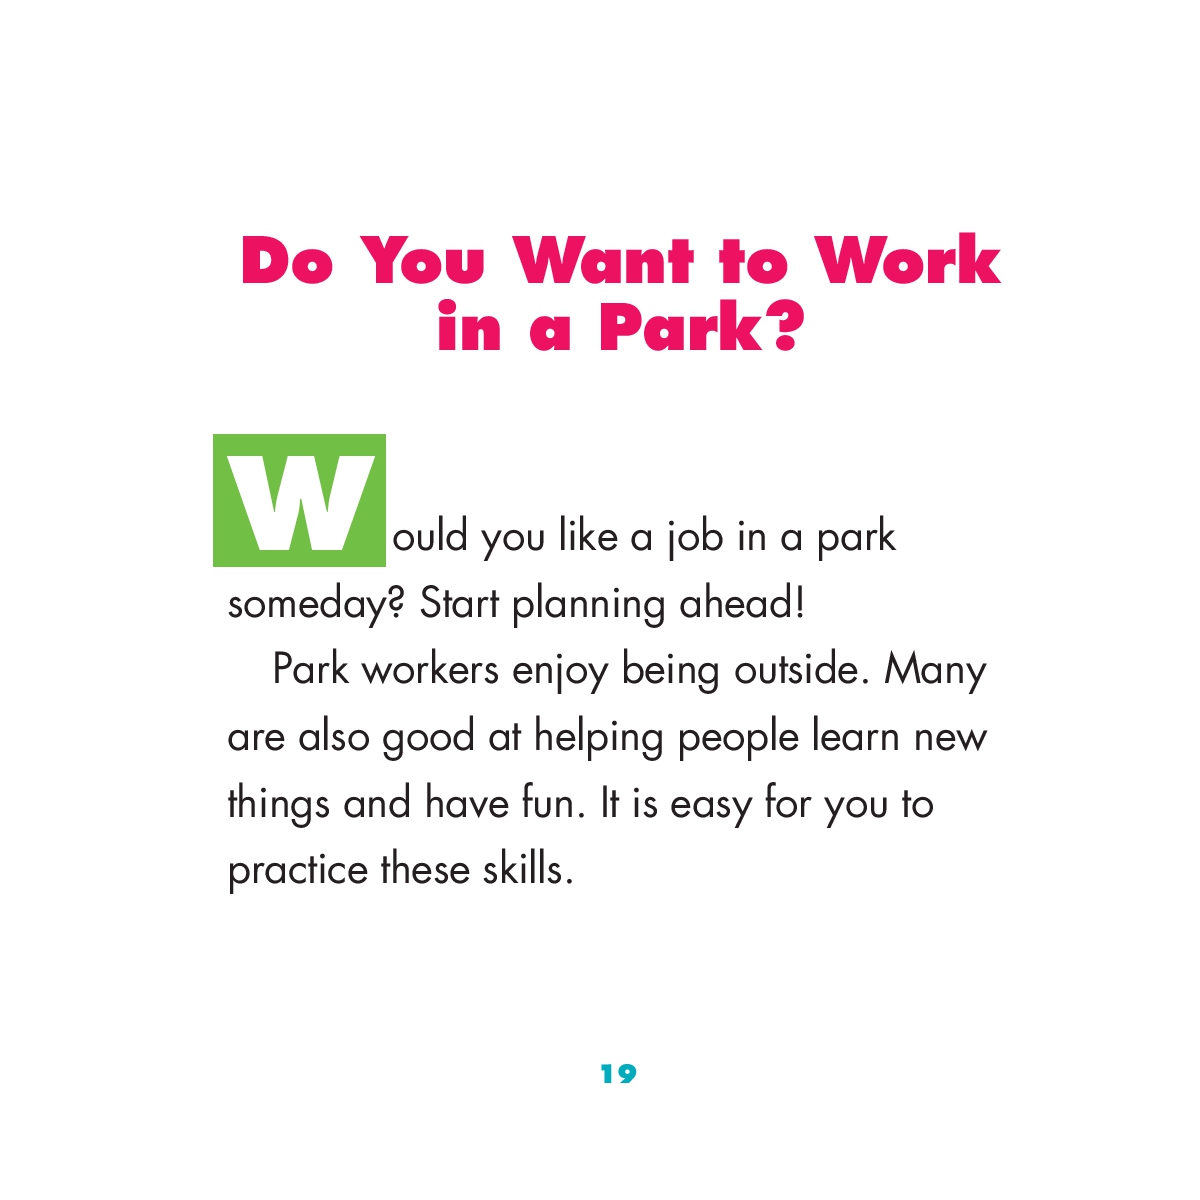 Do You Want to Work
in a Park?
Would you like a job in a park
someday? Start planning ahead!
Park workers enjoy being outside. Many
are also good at helping people learn new
things and have fun. It is easy for you to
practice these skills.
19